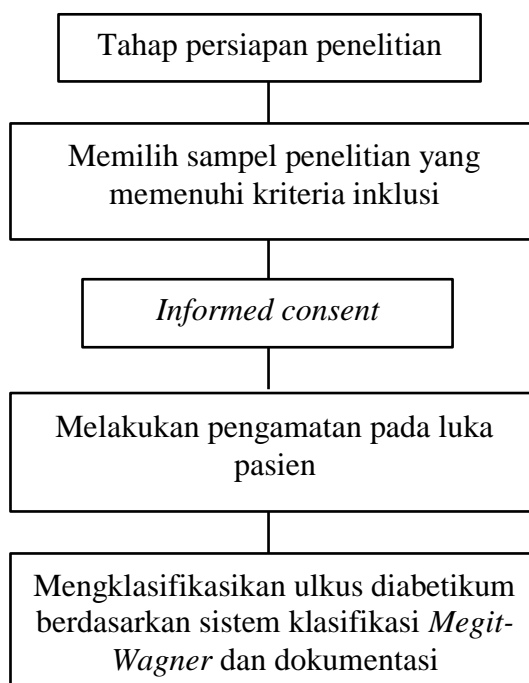 Tahap persiapan penelitian
Memilih sampel penelitian yang
memenuhi kriteria inklusi
Informed consent
Melakukan pengamatan pada luka
pasien
Mengklasifikasikan ulkus diabetikum
berdasarkan sistem klasifikasi Megit-
Wagner dan dokumentasi